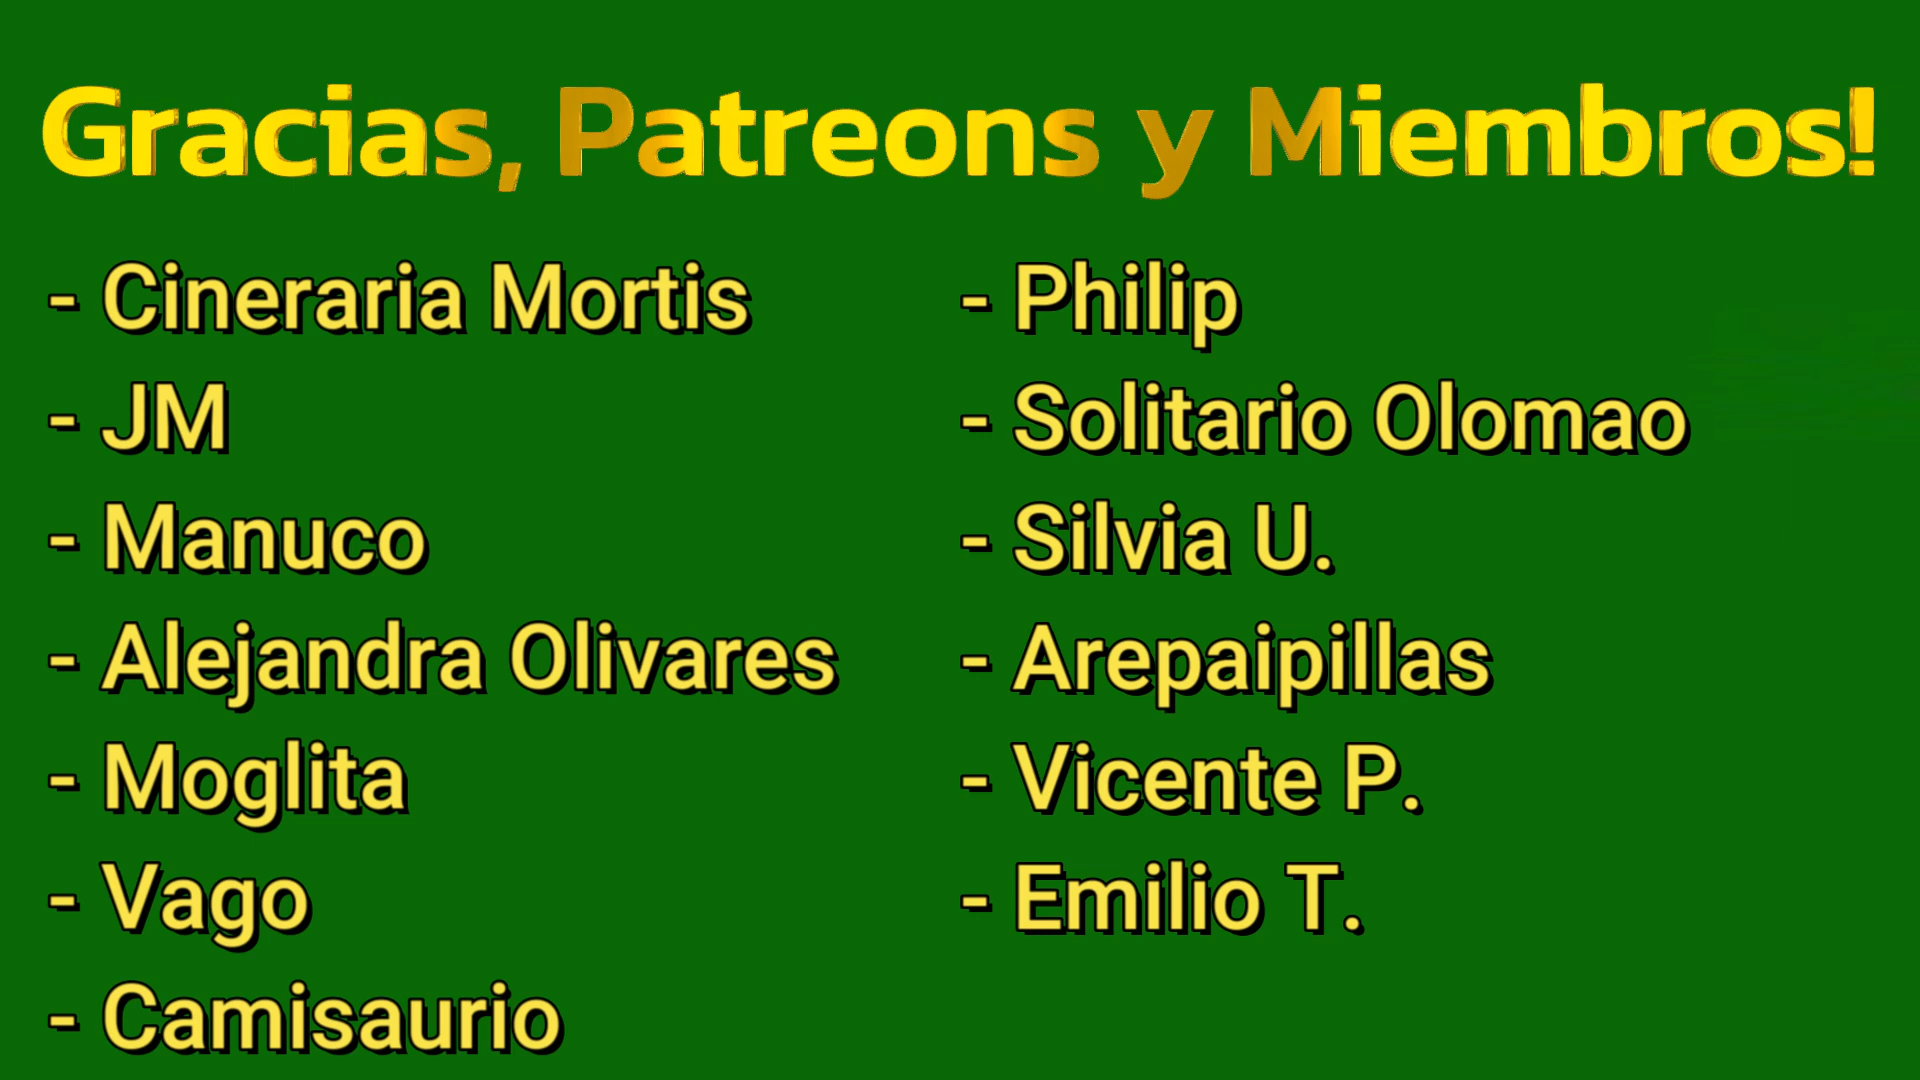 Gracias, Patreons y Miembros!
- Cineraria Mortis
- JM
- Manuco
- Alejandra Olivares
- Moglita
- Vago
- Camisaurio
- Philip
- Solitario Olomao
- Silvia U.
- Arepaipillas
- Vicente P.
- Emilio T.